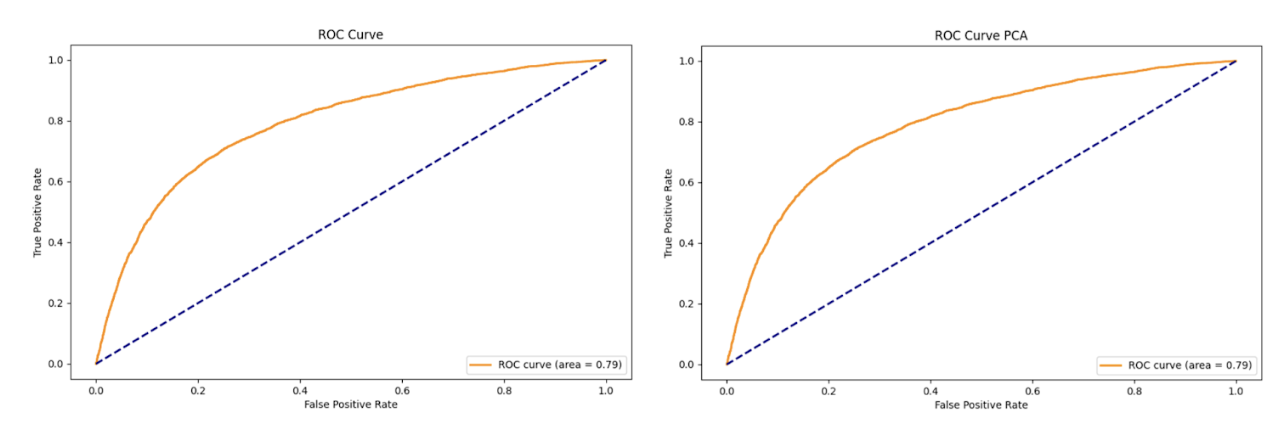 ROC Curve
1.0
0.8
0.6
0.4
0.2
0.0
True Positive Rate
ROC curve (area = 0.79)
0.0 0.2 0.4 0.6 0.8 1.0
False Positive Rate
ROC Curve PCA
1.0
0.8
0.6
0.4
0.2
0.0
True Positive Rate
ROC curve (area = 0.79)
0.0 0.2 0.4 0.6 0.8 1.0
False Positive Rate